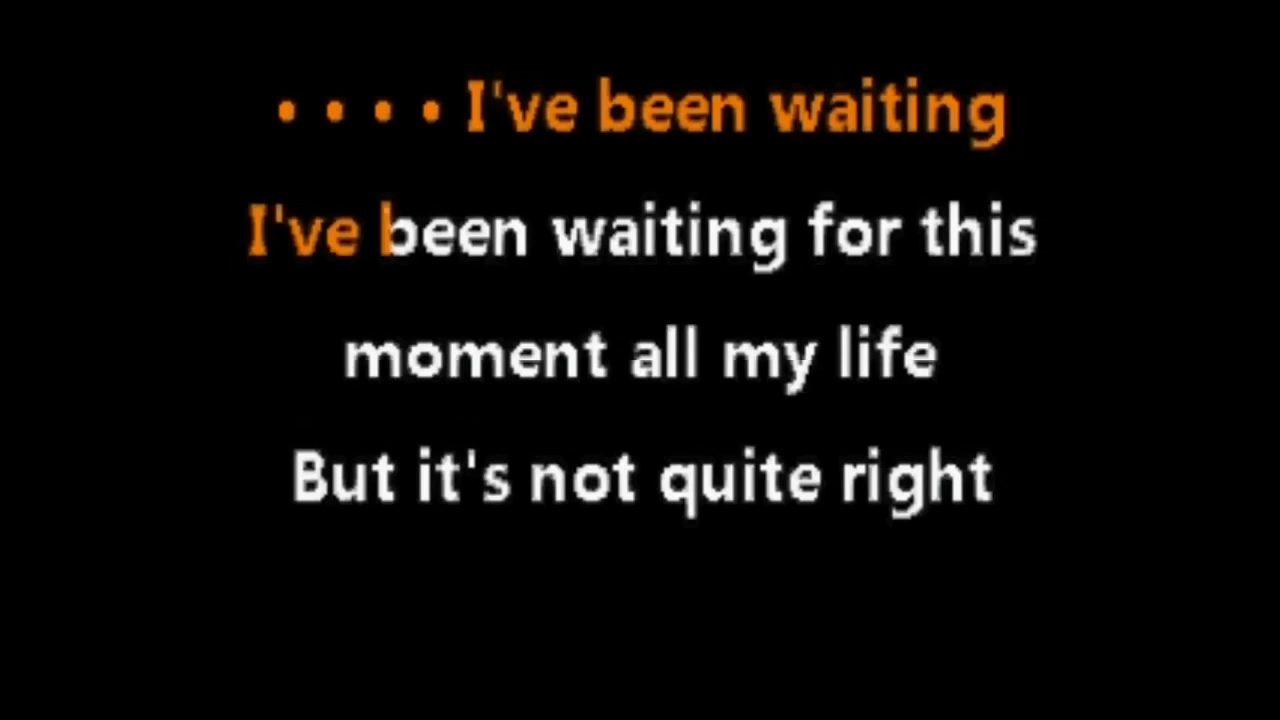 • • • • I've been waiting
I've been waiting for this
moment all my life
But it's not quite right